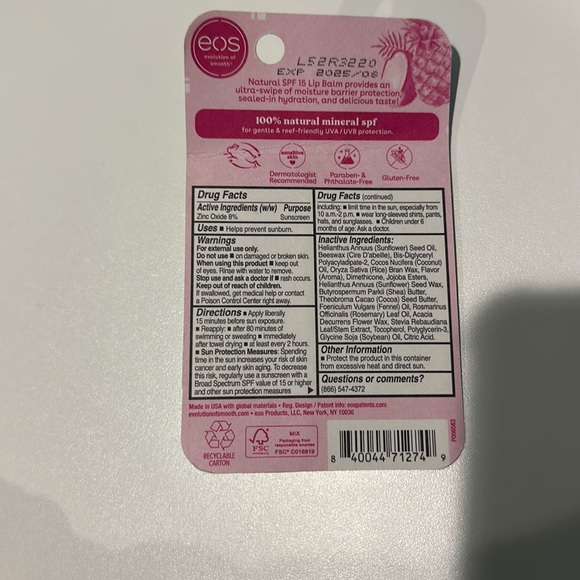 eos
evolution of
smooth®
L52R3220
EXP 2025/08
Natural SPF 15 Lip Balm provides an
ultra-swipe of moisture barrier protection,
sealed-in hydration, and delicious taste!
100% natural mineral spf
for gentle & reef-friendly UVA / UVB protection.
sensitive
skin
Dermatologist
Recommended
Paraben- &
Phthalate-Free
Gluten-Free
Drug Facts
Active Ingredients (w/w) Purpose
Zinc Oxide 8% Sunscreen
Uses ■ Helps prevent sunburn.
Warnings
For external use only.
Do not use ■ on damaged or broken skin.
When using this product ■ keep out
of eyes. Rinse with water to remove.
Stop use and ask a doctor if ■ rash occurs.
Keep out of reach of children.
If swallowed, get medical help or contact
a Poison Control Center right away.
Directions ■ Apply liberally
15 minutes before sun exposure.
■ Reapply: ■ after 80 minutes of
swimming or sweating ■ immediately
after towel drying ■ at least every 2 hours.
■ Sun Protection Measures: Spending
time in the sun increases your risk of skin
cancer and early skin aging. To decrease
this risk, regularly use a sunscreen with a
Broad Spectrum SPF value of 15 or higher
and other sun protection measures
Drug Facts (continued)
including: ■ limit time in the sun, especially from
10 a.m.-2 p.m. ■ wear long-sleeved shirts, pants,
hats, and sunglasses. ■ Children under 6
months of age: Ask a doctor.
Inactive Ingredients:
Helianthus Annuus (Sunflower) Seed Oil,
Beeswax (Cire D'abeille), Bis-Diglyceryl
Polyacyladipate-2, Cocos Nucifera (Coconut)
Oil, Oryza Sativa (Rice) Bran Wax, Flavor
(Aroma), Dimethicone, Jojoba Esters,
Helianthus Annuus (Sunflower) Seed Wax,
Butyrospermum Parkii (Shea) Butter,
Theobroma Cacao (Cocoa) Seed Butter,
Foeniculum Vulgare (Fennel) Oil, Rosmarinus
Officinalis (Rosemary) Leaf Oil, Acacia
Decurrens Flower Wax, Stevia Rebaudiana
Leaf/Stem Extract, Tocopherol, Polyglycerin-3,
Glycine Soja (Soybean) Oil, Citric Acid.
Other Information
■ Protect the product in this container
from excessive heat and direct sun.
Questions or comments?
(866) 547-4372
Made in USA with global materials • Reg. Design / Patent info: eospatents.com
evolutionofsmooth.com • eos Products, LLC, New York, NY 10036
RECYCLABLE
CARTON
FSC
MIX
Packaging from
responsible sources
FSC® C016919
8 40044 71274 9